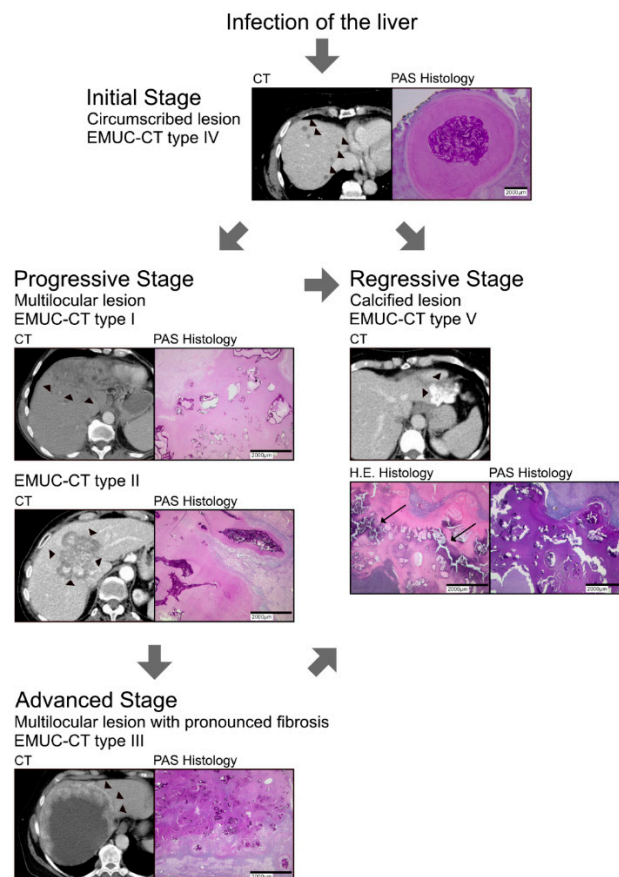 Infection of the liver
CT PAS Histology
Initial Stage
Circumscribed lesion
EMUC-CT type IV
2000µm
Progressive Stage
Multilocular lesion
EMUC-CT type I
CT PAS Histology
2000µm
EMUC-CT type II
CT PAS Histology
2000µm
Regressive Stage
Calcified lesion
EMUC-CT type V
CT
H.E. Histology PAS Histology
2000µm 2000µm
Advanced Stage
Multilocular lesion with pronounced fibrosis
EMUC-CT type III
CT PAS Histology
2000µm